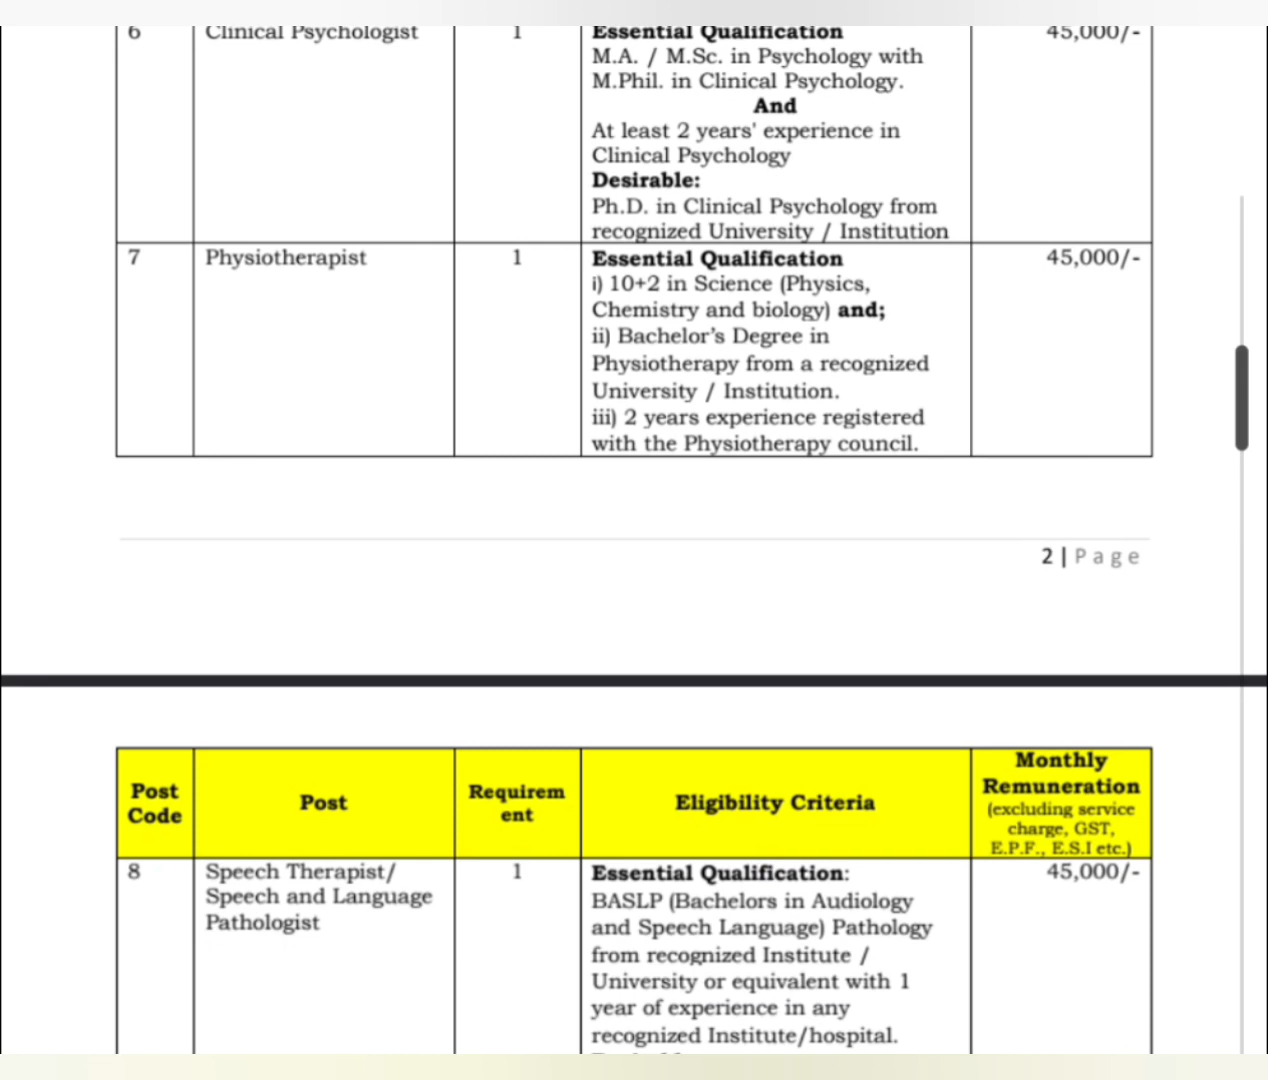 6 Clinical Psychologist 1 Essential Qualification 45,000/-
M.A. / M.Sc. in Psychology with
M.Phil. in Clinical Psychology.
And
At least 2 years' experience in
Clinical Psychology
Desirable:
Ph.D. in Clinical Psychology from
recognized University / Institution
7 Physiotherapist 1 Essential Qualification 45,000/-
i) 10+2 in Science (Physics,
Chemistry and biology) and;
ii) Bachelor's Degree in
Physiotherapy from a recognized
University / Institution.
iii) 2 years experience registered
with the Physiotherapy council.
2 | Page
Post
Code
Post
Requirem
ent
Eligibility Criteria
Monthly
Remuneration
(excluding service
charge, GST,
E.P.F., E.S.I etc.)
8 Speech Therapist/ 1 Essential Qualification: 45,000/-
Speech and Language
Pathologist
BASLP (Bachelors in Audiology
and Speech Language) Pathology
from recognized Institute /
University or equivalent with 1
year of experience in any
recognized Institute/hospital.